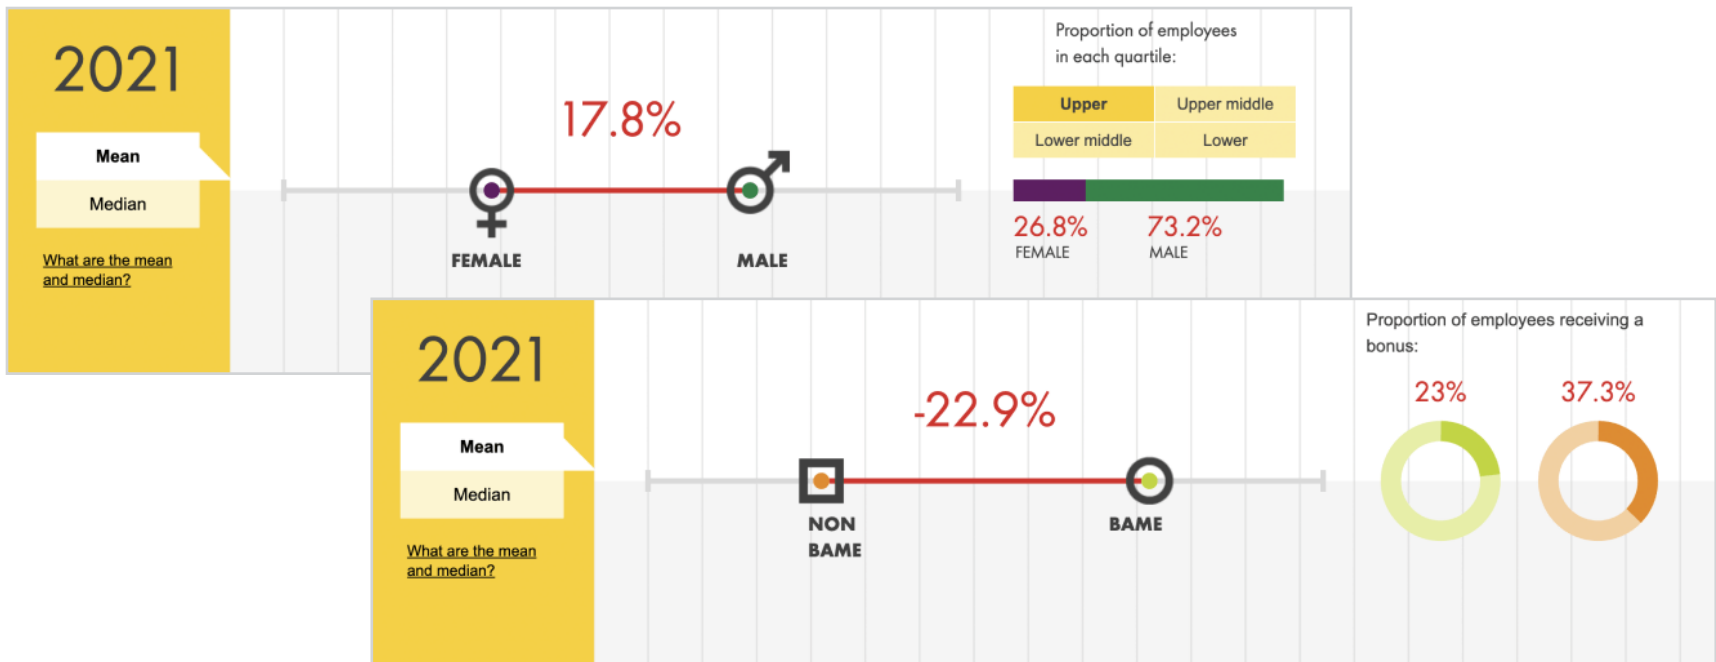 2021
Mean
Median
What are the mean
and median?
17.8%
FEMALE
MALE
Proportion of employees
in each quartile:
Upper
Upper middle
Lower middle
Lower
26.8%
FEMALE
73.2%
MALE
2021
Mean
Median
What are the mean
and median?
-22.9%
NON
BAME
BAME
Proportion of employees receiving a
bonus:
23%
37.3%